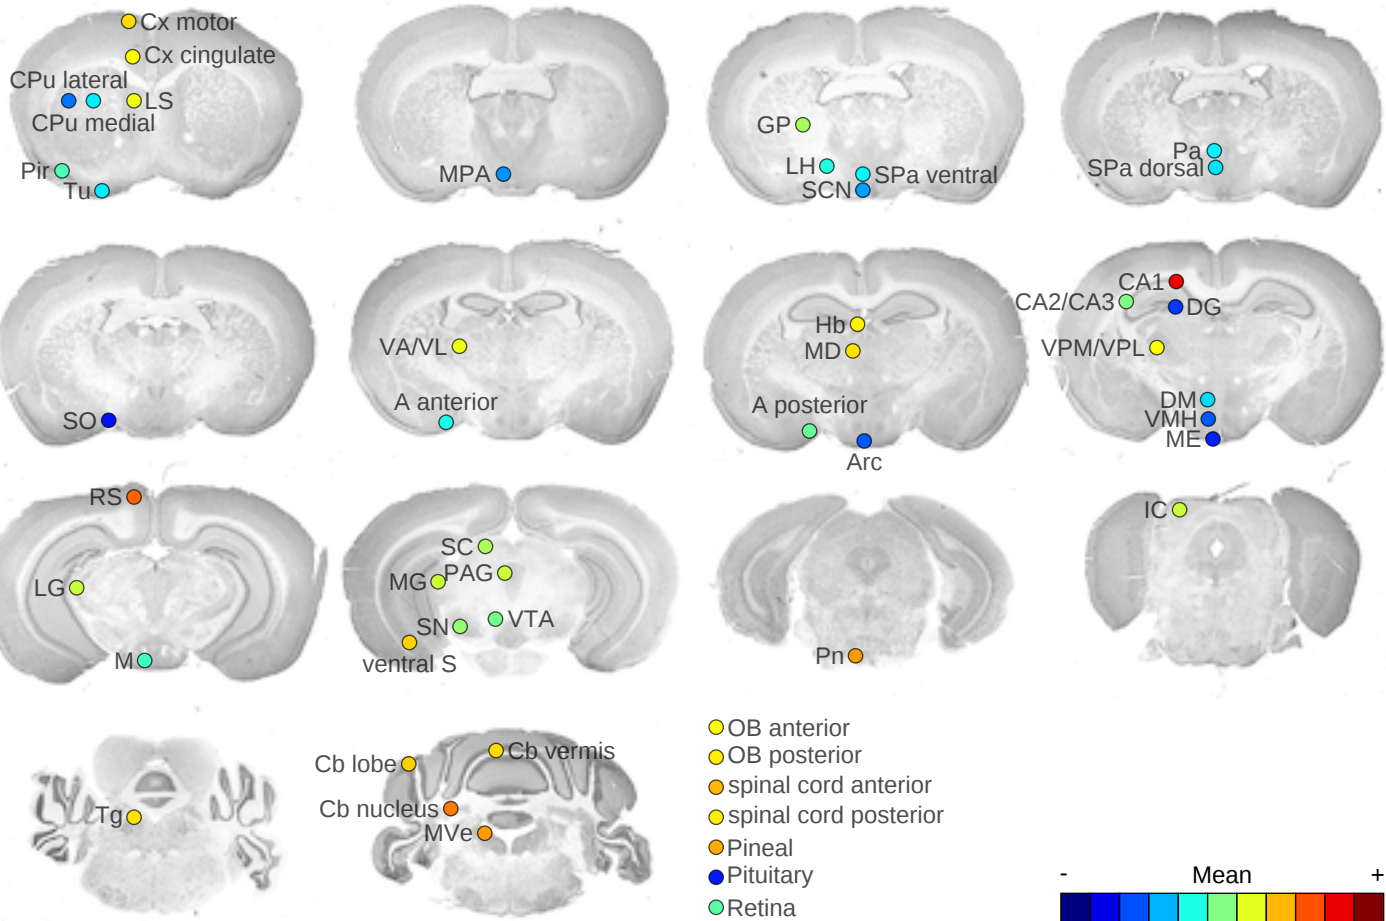 Cx motor
Cx cingulate
CPu lateral
LS
CPu medial
Pir
Tu
MPA
GP
LH
SPa ventral
SCN
Pa
SPa dorsal
SO
VA/VL
A anterior
Hb
MD
A posterior
Arc
CA1
CA2/CA3
DG
VPM/VPL
DM
VMH
ME
RS
LG
M
SC
PAG
MG
VTA
SN
ventral S
Pn
IC
Tg
Cb lobe
Cb vermis
Cb nucleus
MVe
OB anterior
OB posterior
spinal cord anterior
spinal cord posterior
Pineal
Pituitary
Retina
- Mean +